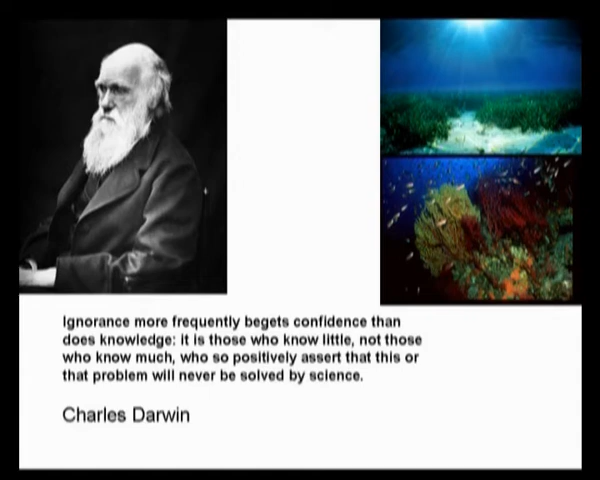 Ignorance more frequently begets confidence than
does knowledge: it is those who know little, not those
who know much, who so positively assert that this or
that problem will never be solved by science.
Charles Darwin